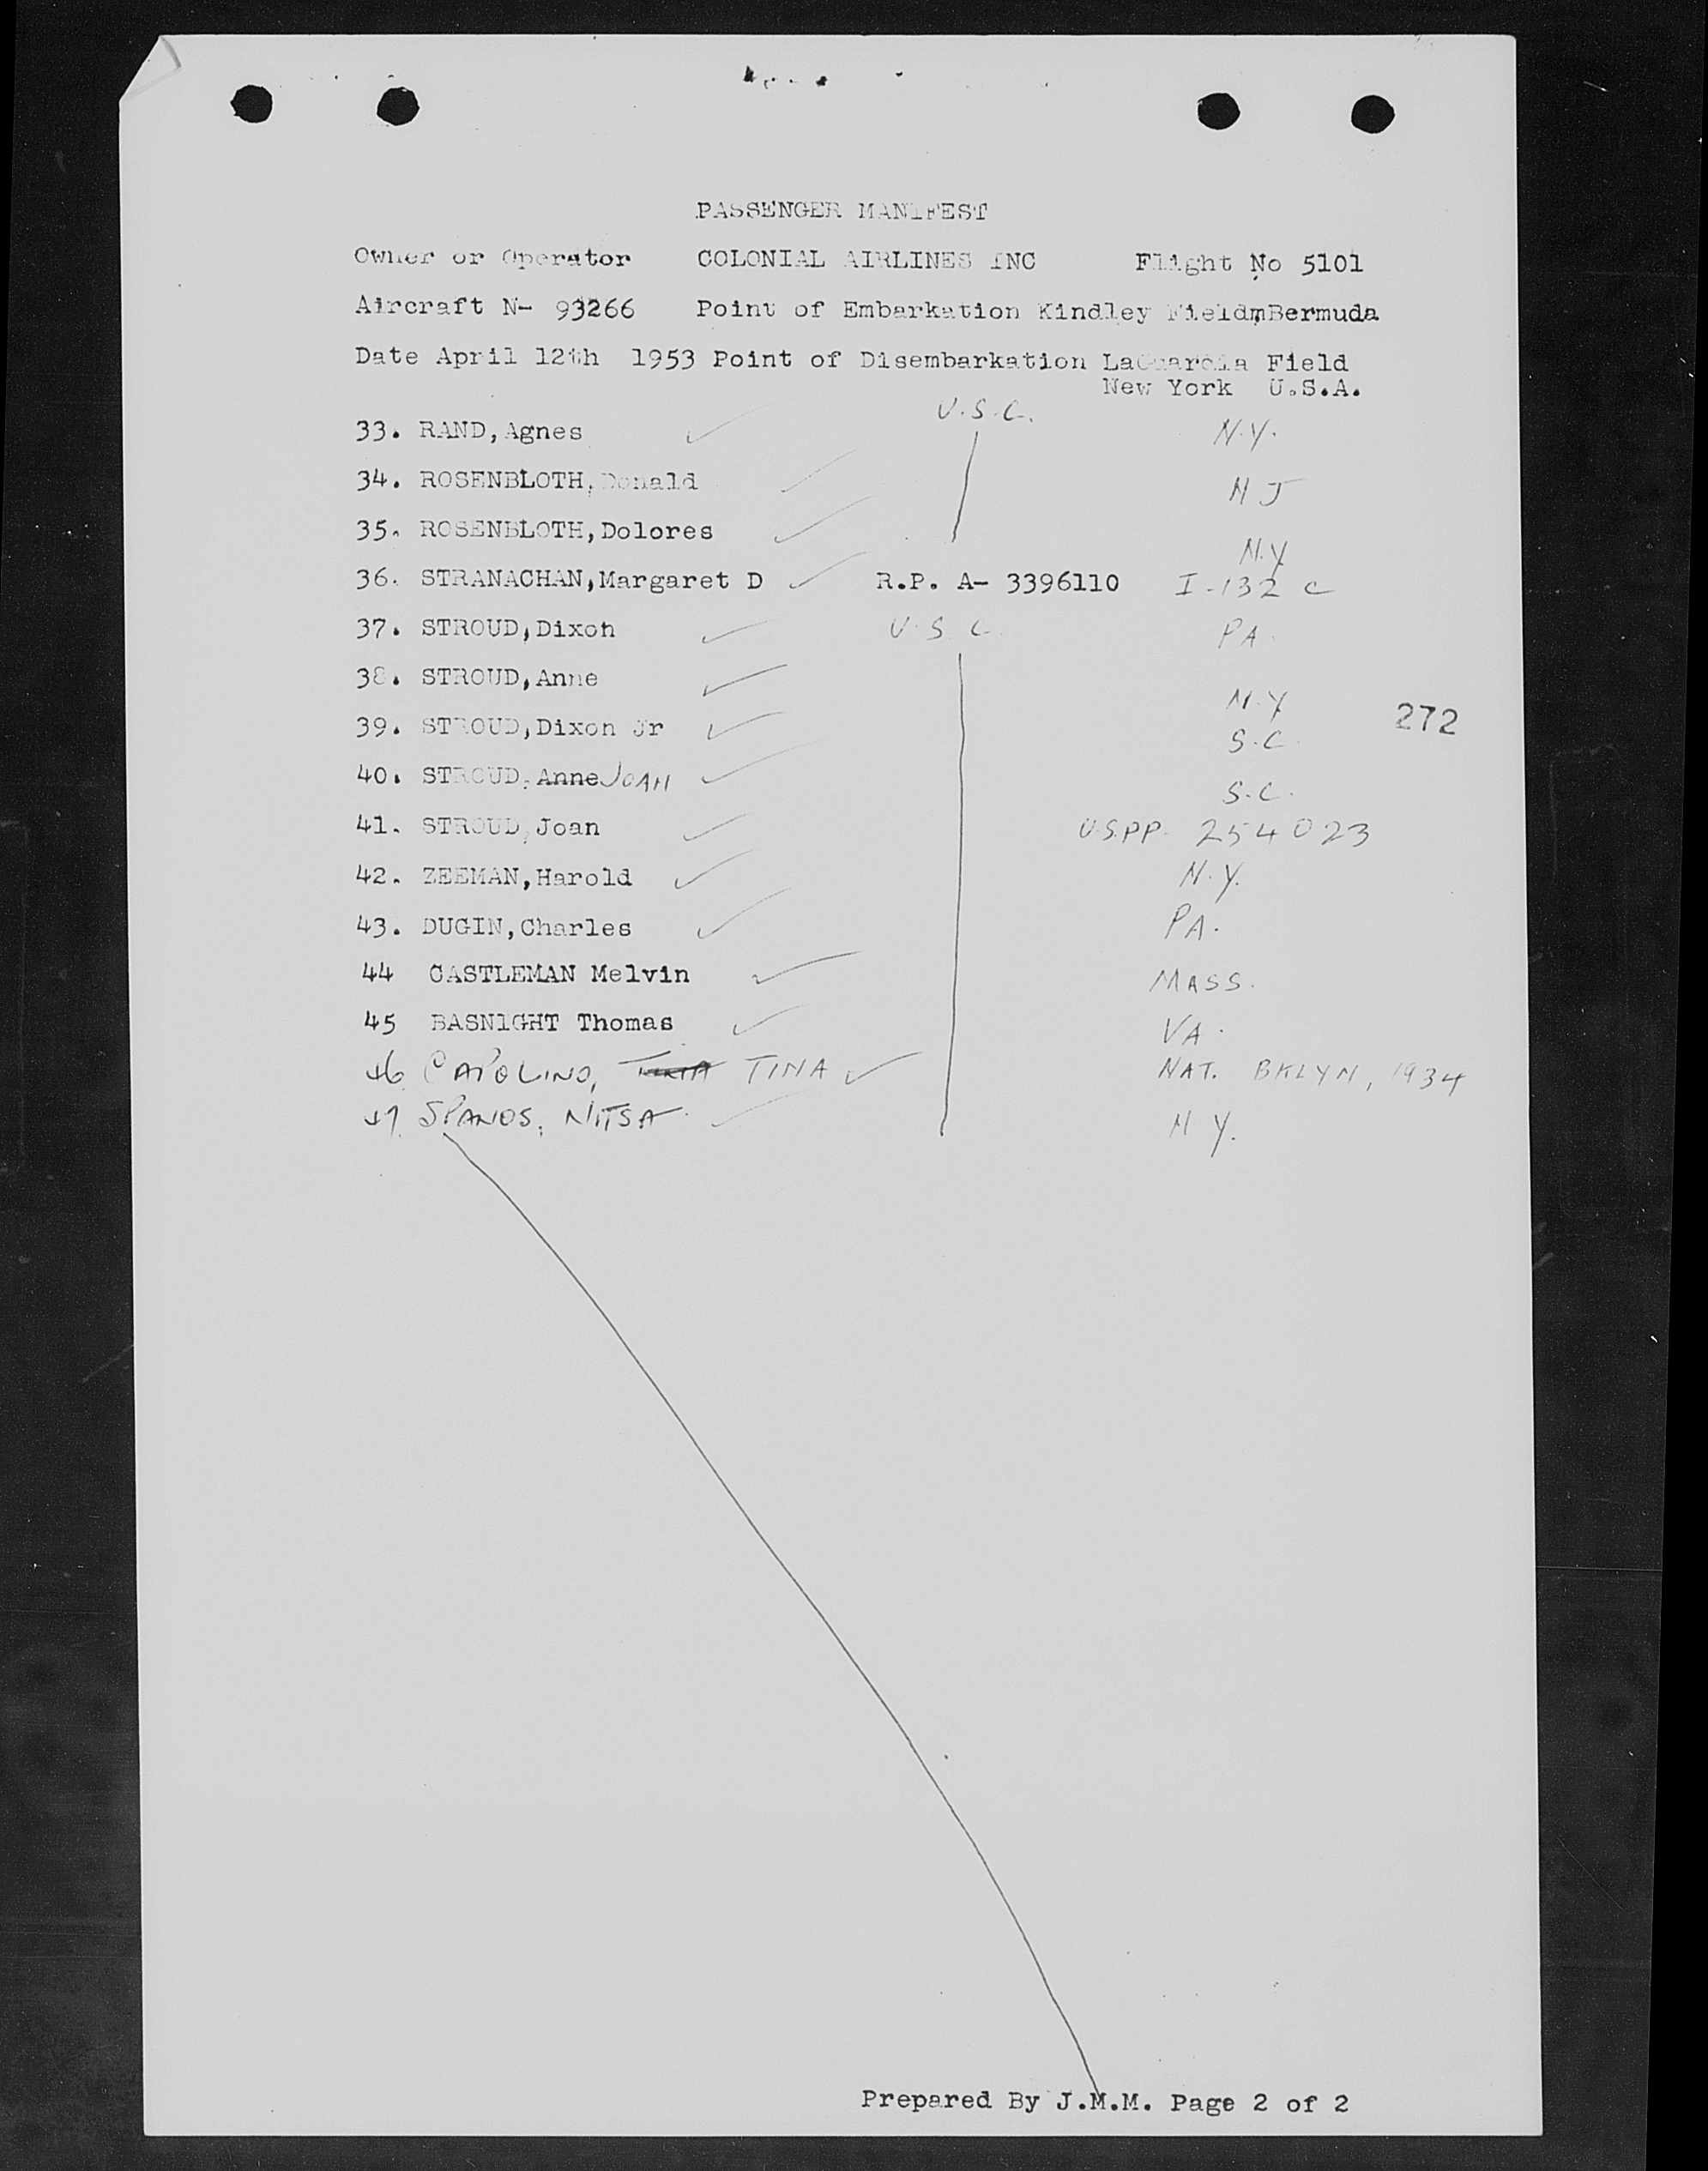 PASSENGER MANIFEST
Owner or Operator COLONIAL AIRLINES INC Flight No 5101
Aircraft N- 93266 Point of Embarkation Kindley FieldmBermuda
Date April 12th 1953 Point of Disembarkation LaGuardia Field
New York U.S.A.
U.S.C.
33. RAND,Agnes N.Y.
34. ROSENBLOTH,Donald N J
35. ROSENBLOTH,Dolores N.Y
36. STRANACHAN,Margaret D R.P. A- 3396110 I-132 C
37. STROUD,Dixon U S C PA.
38. STROUD,Anne N.Y
39. STROUD,Dixon Jr S.C. 272
40. STROUD,Anne JOAN S.C.
41. STROUD,Joan U.S.PP. 254023
42. ZEEMAN,Harold N.Y.
43. DUGIN,Charles PA.
44 CASTLEMAN Melvin MASS.
45 BASN1GHT Thomas VA.
46. CAPOLINO, TINA NAT. BKLYN, 1934
47. SPANOS, NITSA N Y.
Prepared By J.M.M. Page 2 of 2